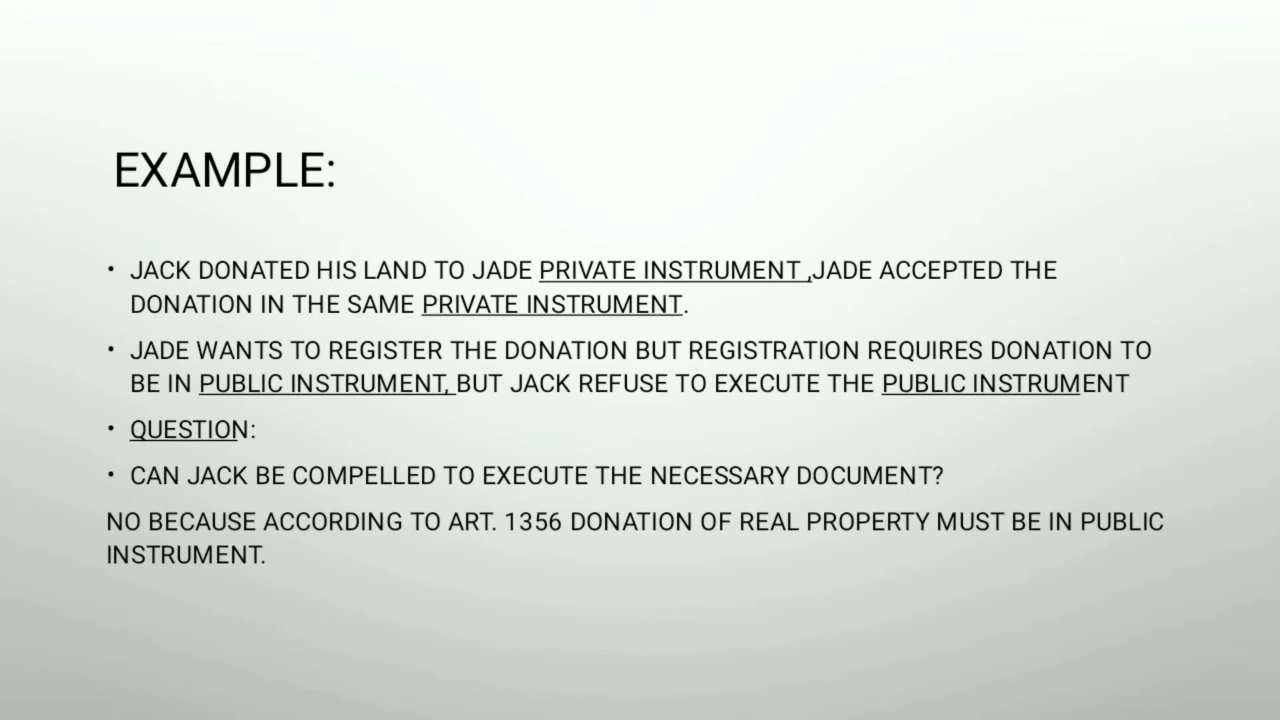 EXAMPLE:
• JACK DONATED HIS LAND TO JADE PRIVATE INSTRUMENT ,JADE ACCEPTED THE
DONATION IN THE SAME PRIVATE INSTRUMENT.
• JADE WANTS TO REGISTER THE DONATION BUT REGISTRATION REQUIRES DONATION TO
BE IN PUBLIC INSTRUMENT, BUT JACK REFUSE TO EXECUTE THE PUBLIC INSTRUMENT
• QUESTION:
• CAN JACK BE COMPELLED TO EXECUTE THE NECESSARY DOCUMENT?
NO BECAUSE ACCORDING TO ART. 1356 DONATION OF REAL PROPERTY MUST BE IN PUBLIC
INSTRUMENT.